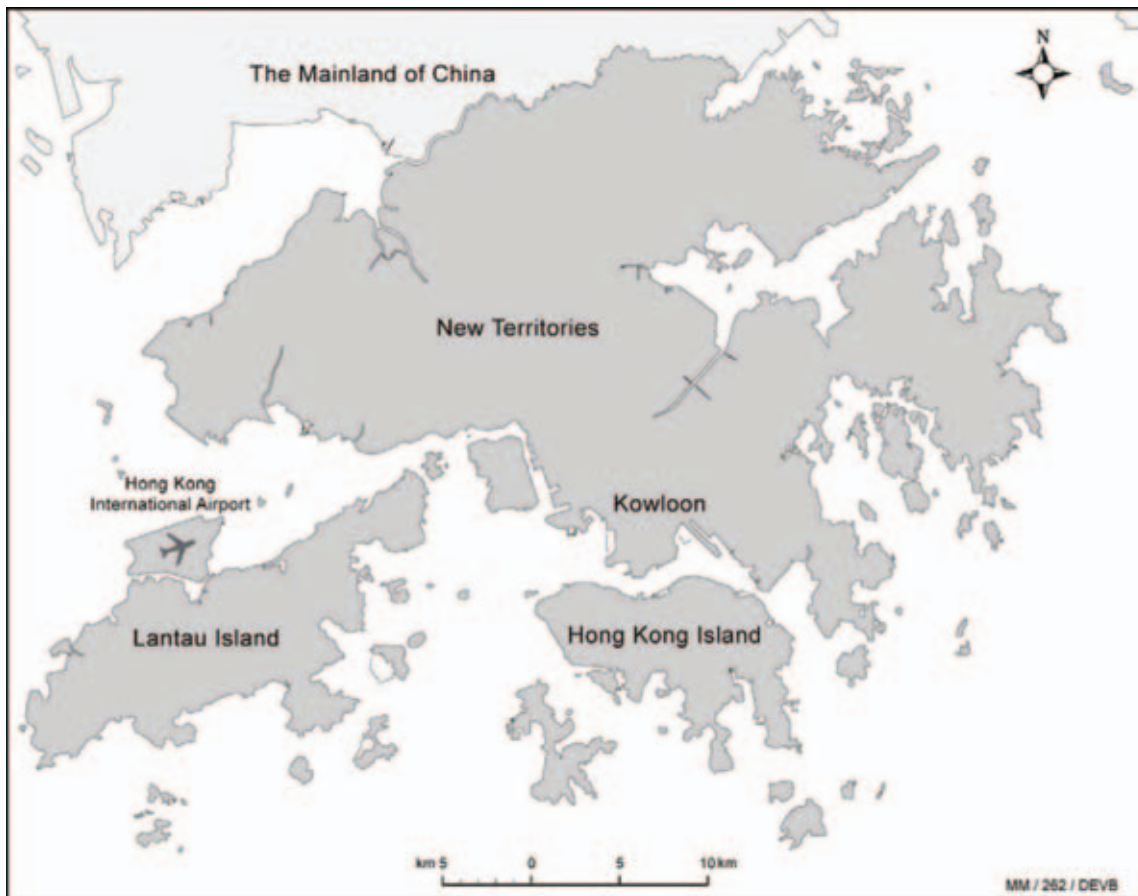 The Mainland of China
N
New Territories
Hong Kong
International Airport
Kowloon
Lantau Island
Hong Kong Island
km 5 0 5 10 km
MM / 262 / DEVB